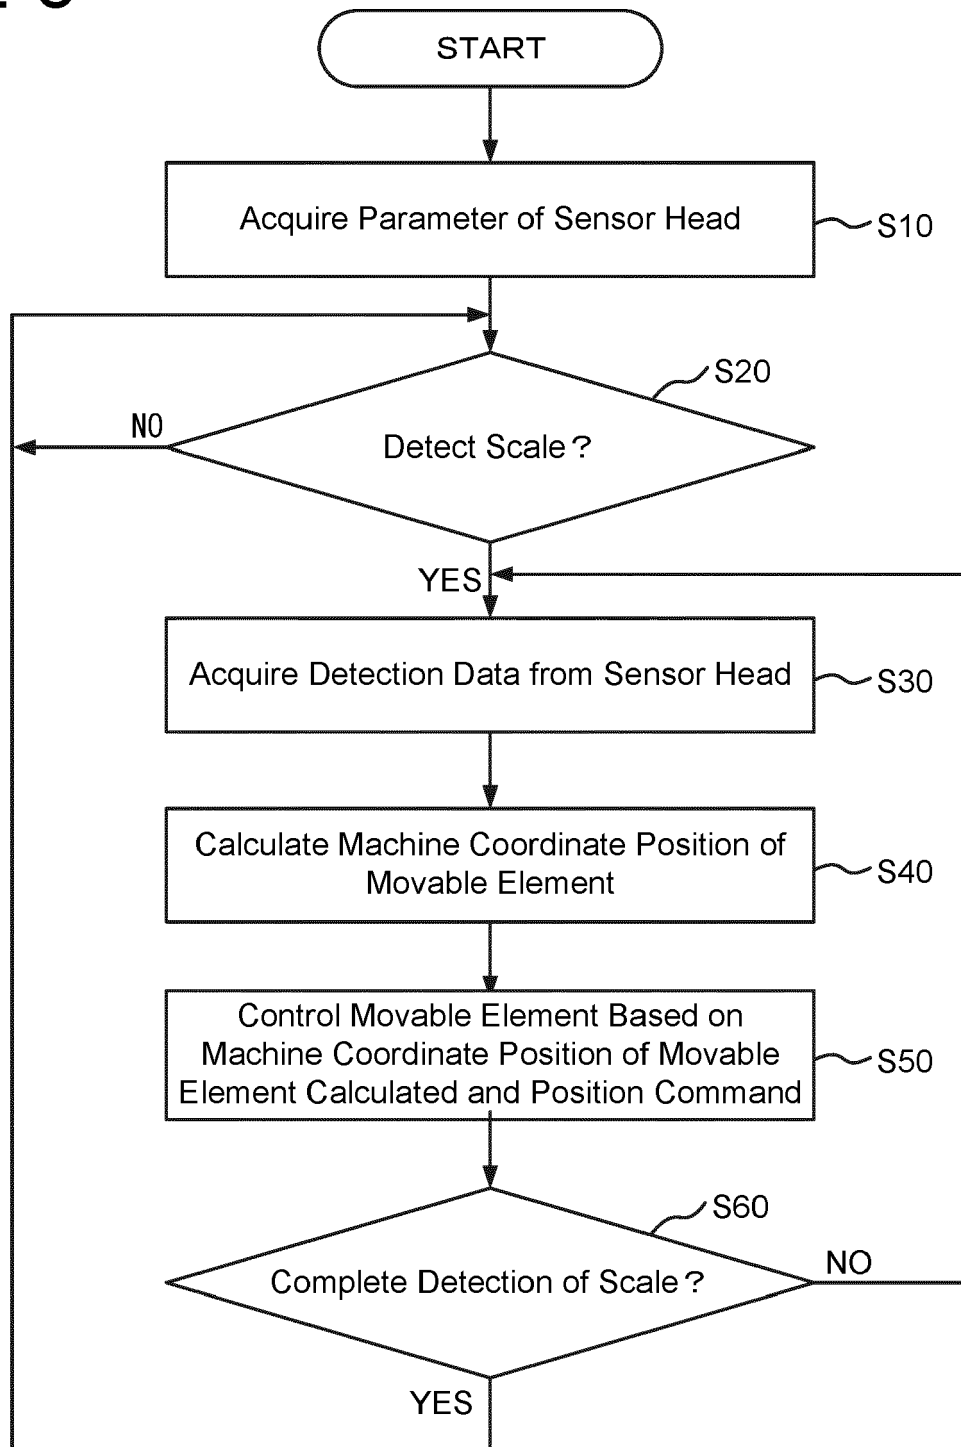 START
Acquire Parameter of Sensor Head
S10
S20
NO
Detect Scale?
YES
Acquire Detection Data from Sensor Head
S30
Calculate Machine Coordinate Position of
Movable Element
S40
Control Movable Element Based on
Machine Coordinate Position of Movable
Element Calculated and Position Command
S50
S60
Complete Detection of Scale?
NO
YES